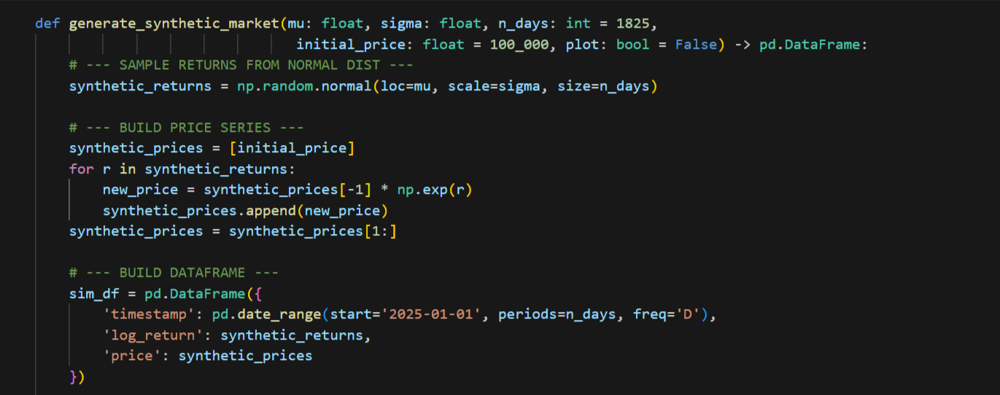 def generate_synthetic_market(mu: float, sigma: float, n_days: int = 1825,
                              initial_price: float = 100_000, plot: bool = False) -> pd.DataFrame:
    # --- SAMPLE RETURNS FROM NORMAL DIST ---
    synthetic_returns = np.random.normal(loc=mu, scale=sigma, size=n_days)

    # --- BUILD PRICE SERIES ---
    synthetic_prices = [initial_price]
    for r in synthetic_returns:
        new_price = synthetic_prices[-1] * np.exp(r)
        synthetic_prices.append(new_price)
    synthetic_prices = synthetic_prices[1:]

    # --- BUILD DATAFRAME ---
    sim_df = pd.DataFrame({
        'timestamp': pd.date_range(start='2025-01-01', periods=n_days, freq='D'),
        'log_return': synthetic_returns,
        'price': synthetic_prices
    })